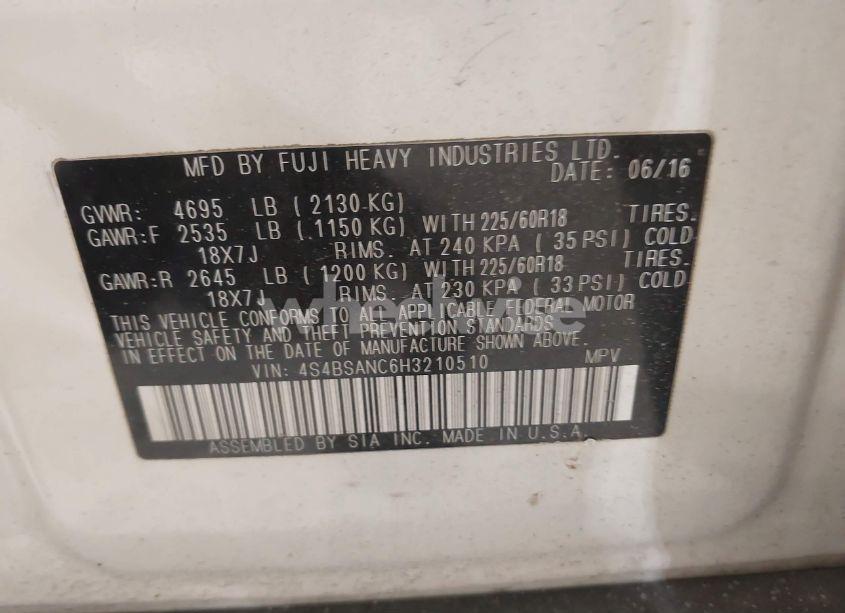 MFD BY FUJI HEAVY INDUSTRIES LTD.
DATE: 06/16
GVWR: 4695 LB ( 2130 KG)
GAWR:F 2535 LB (.1150 KG) WITH 225/60R18 TIRES.
18X7J RIMS. AT 240 KPA ( 35 PSI) COLD
GAWR:R 2645 LB ( 1200 KG) WITH 225/60R18 TIRES.
18X7J RIMS. AT 230 KPA ( 33 PSI) COLD
THIS VEHICLE CONFORMS TO ALL APPLICABLE FEDERAL MOTOR
VEHICLE SAFETY AND THEFT PREVENTION STANDARDS
IN EFFECT ON THE DATE OF MANUFACTURE SHOWN ABOVE.
VIN: 4S4BSANC6H3210510 MPV
ASSEMBLED BY SIA INC. MADE IN U.S.A.
wheelwise